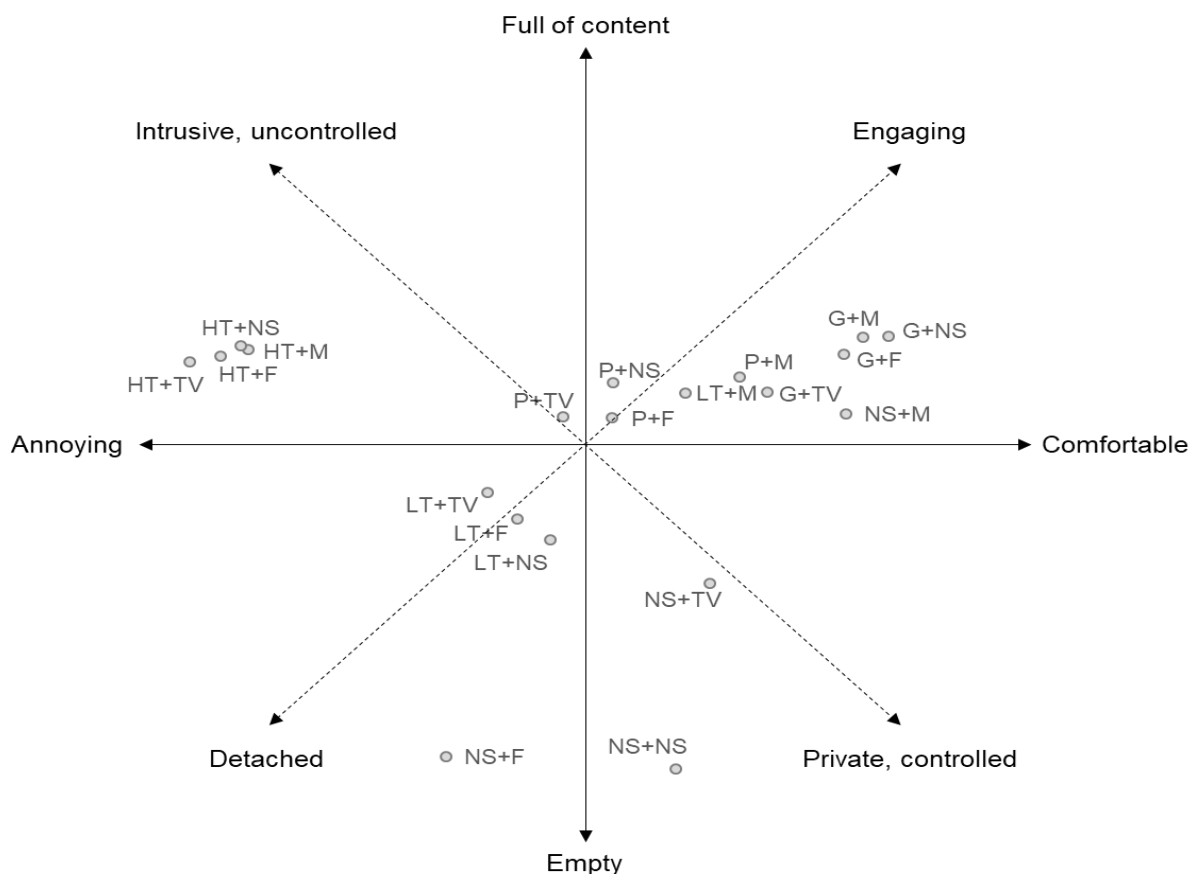 Full of content
Intrusive, uncontrolled
Engaging
HT+NS
HT+M
HT+TV
HT+F
G+M
G+NS
G+F
P+M
P+NS
LT+M
G+TV
P+TV
P+F
NS+M
Annoying
Comfortable
LT+TV
LT+F
LT+NS
NS+TV
Detached
NS+F
NS+NS
Private, controlled
Empty